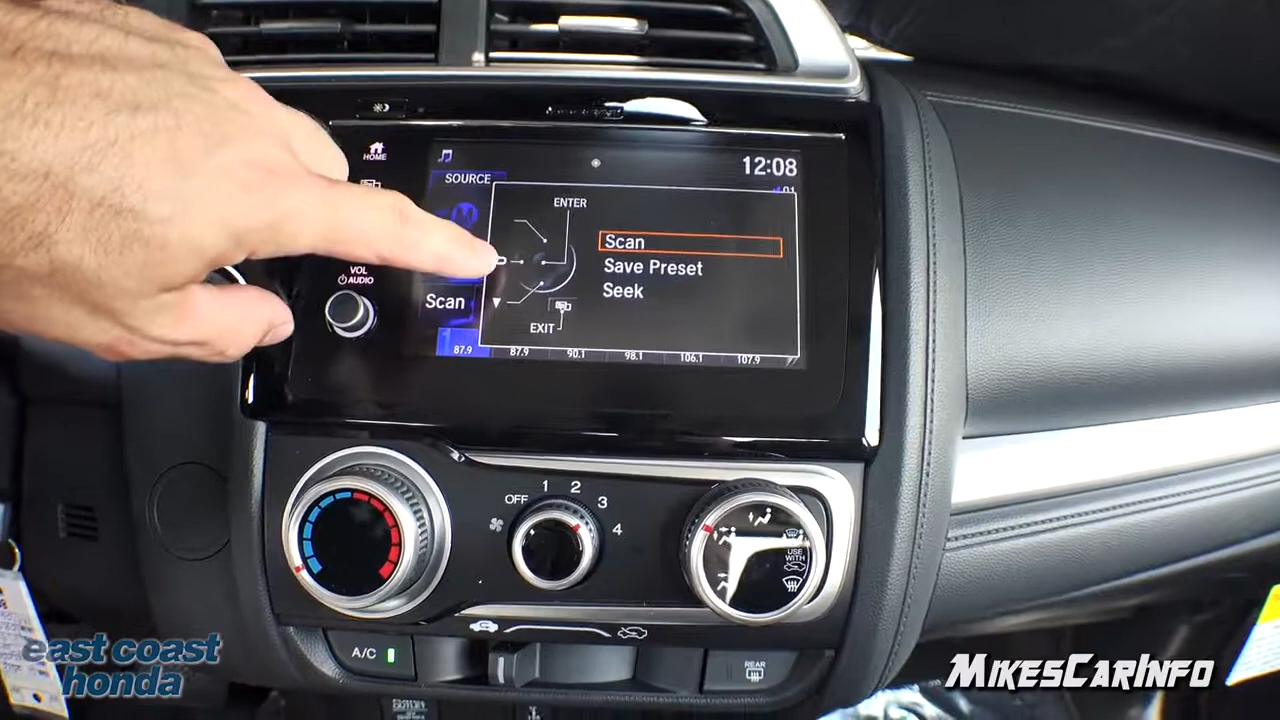 HOME
12:08
SOURCE
01
ENTER
Scan
Save Preset
Seek
VOL
AUDIO
Scan
EXIT
87.9 87.9 90.1 98.1 106.1 107.9
OFF 1 2 3 4
USE
WITH
A/C
REAR
east coast
honda
MIKESCARINFO